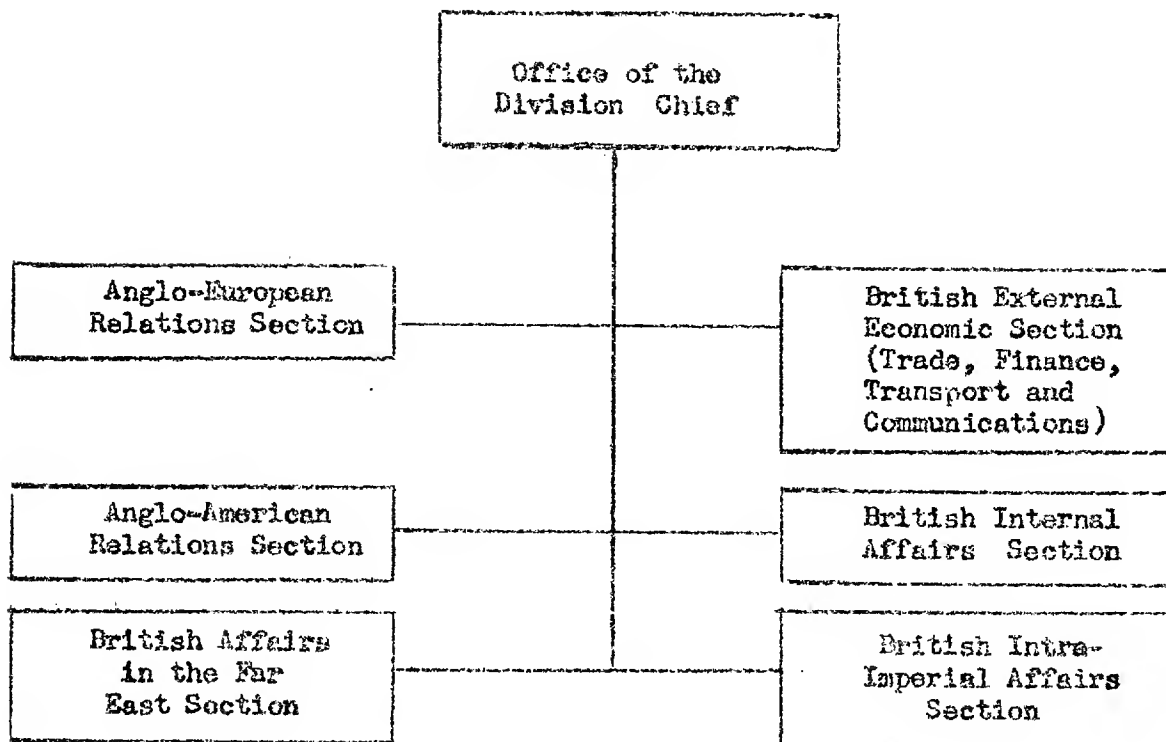 Office of the
Division Chief
Anglo-European
Relations Section
British External
Economic Section
(Trade, Finance,
Transport and
Communications)
Anglo-American
Relations Section
British Internal
Affairs Section
British Affairs
in the Far
East Section
British Intra-
Imperial Affairs
Section